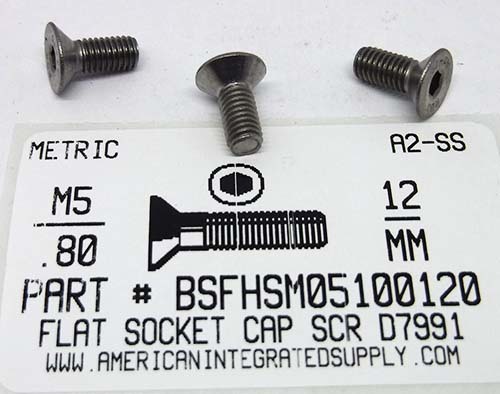 METRIC A2-SS
M5 12
.80 MM
PART # BSFHSM05100120
FLAT SOCKET CAP SCR D7991
WWW.AMERICANINTEGRATEDSUPPLY.COM/